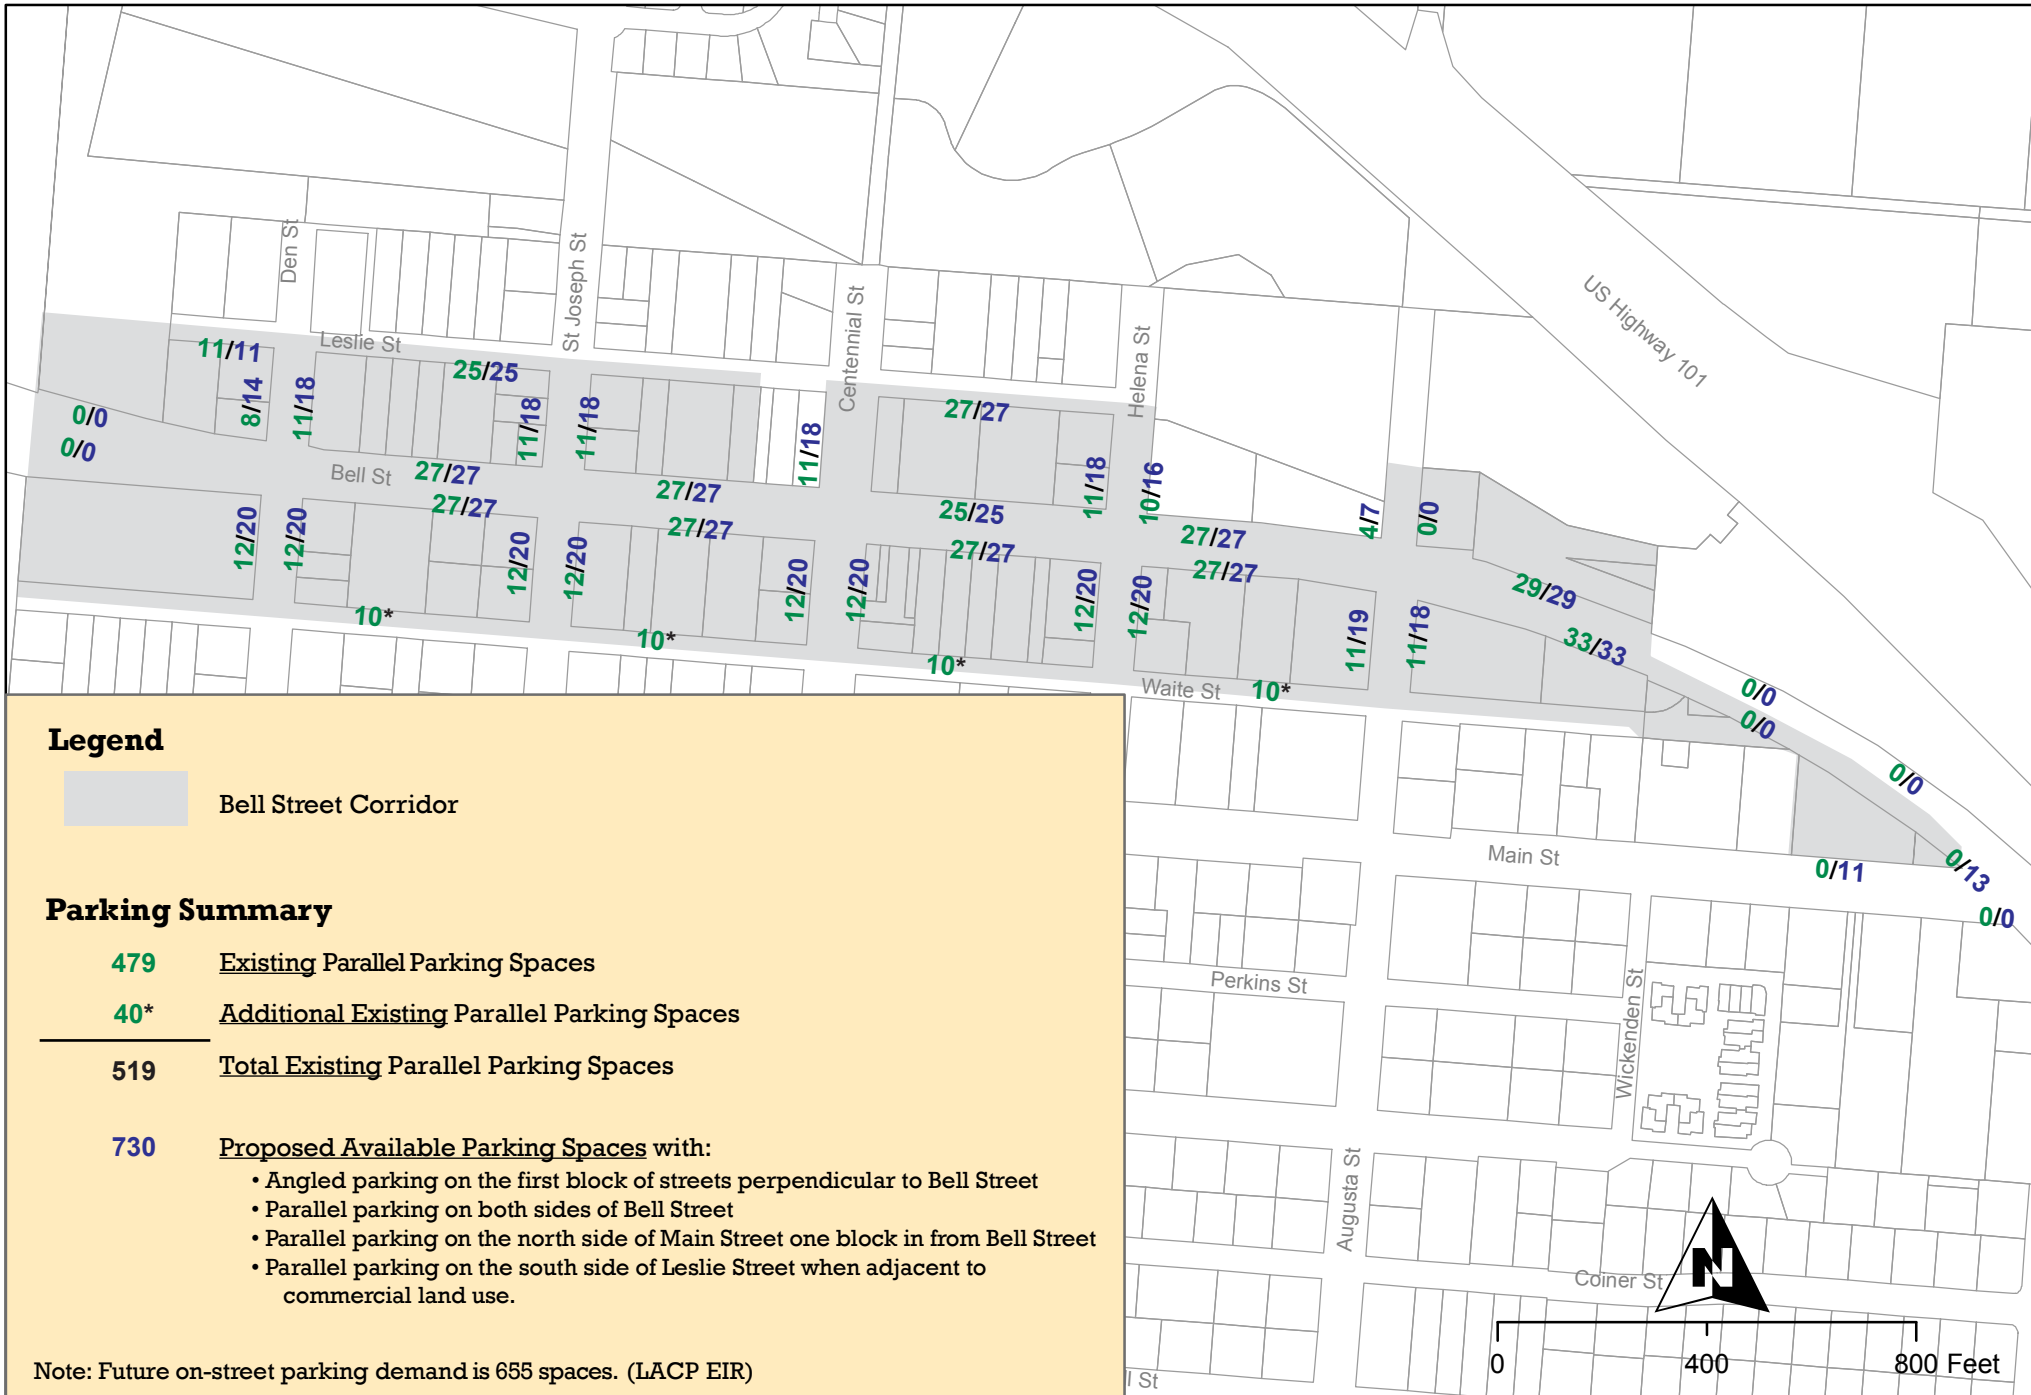 Den St
St Joseph St
Centennial St
Helena St
US Highway 101
11/11
Leslie St
25/25
27/27
8/14
11/18
11/18
11/18
11/18
11/18
10/16
4/7
0/0
0/0
0/0
Bell St
27/27
27/27
25/25
27/27
27/27
27/27
27/27
27/27
29/29
33/33
12/20
12/20
12/20
12/20
12/20
12/20
12/20
12/20
11/19
11/18
10*
10*
10*
Waite St
10*
0/0
0/0
0/0
Main St
0/11
0/13
0/0
Perkins St
Wickenden St
Augusta St
Coiner St
l St
Legend
Bell Street Corridor
Parking Summary
479 Existing Parallel Parking Spaces
40* Additional Existing Parallel Parking Spaces
519 Total Existing Parallel Parking Spaces
730 Proposed Available Parking Spaces with:
• Angled parking on the first block of streets perpendicular to Bell Street
• Parallel parking on both sides of Bell Street
• Parallel parking on the north side of Main Street one block in from Bell Street
• Parallel parking on the south side of Leslie Street when adjacent to
commercial land use.
Note: Future on-street parking demand is 655 spaces. (LACP EIR)
N
0 400 800 Feet